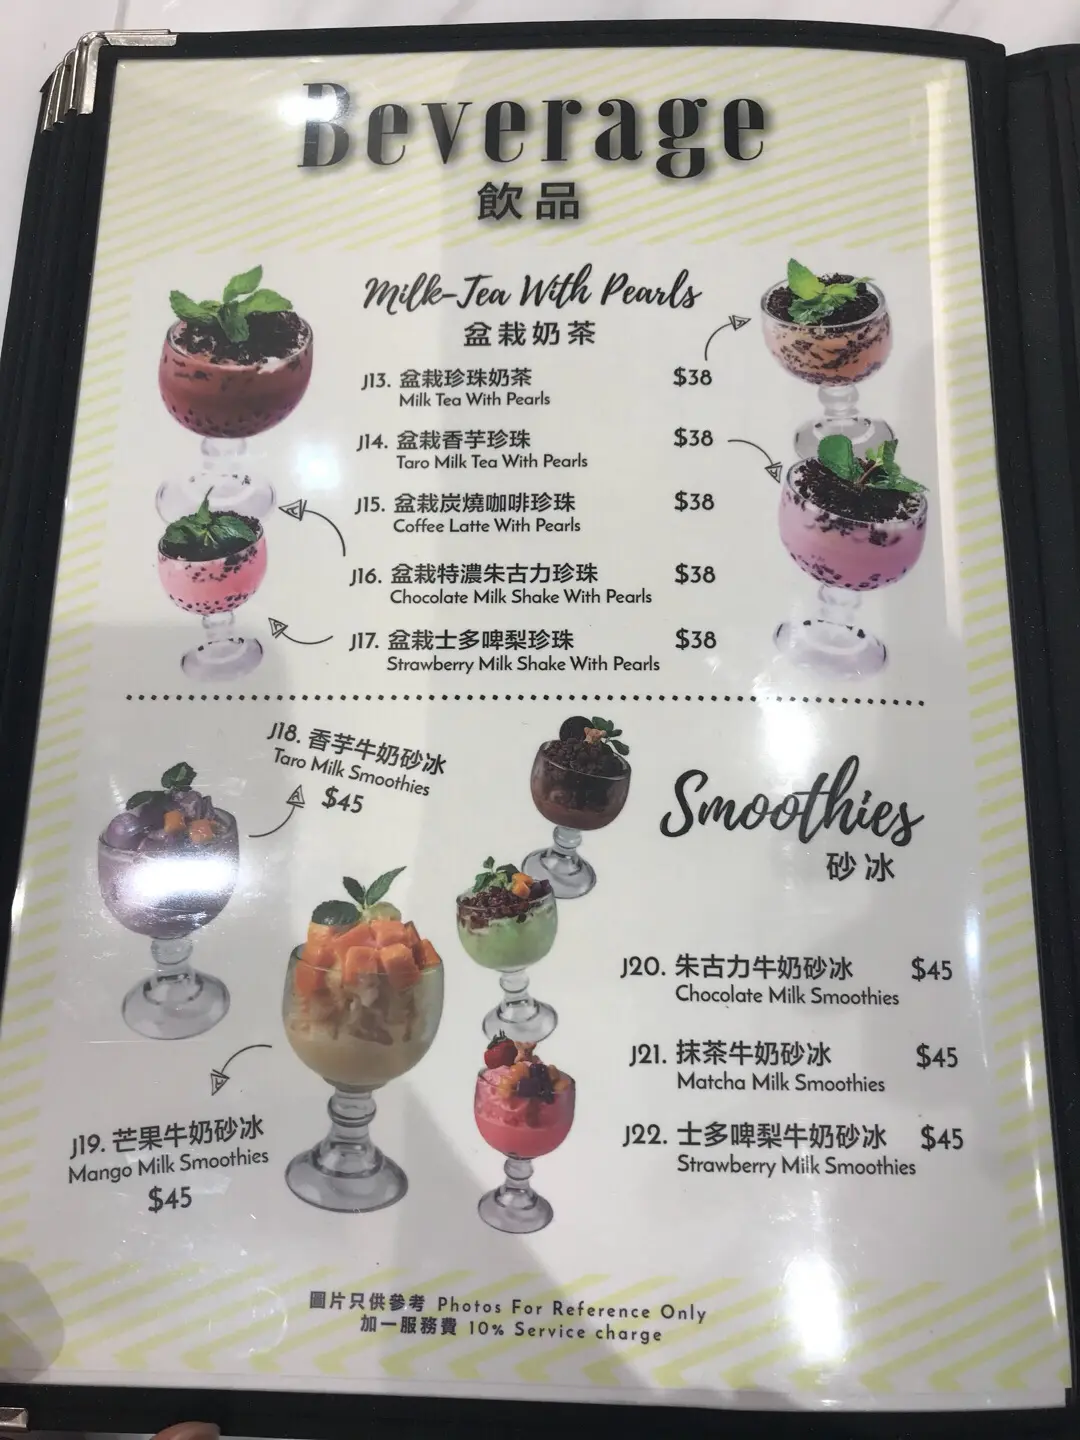 Beverage
飲品
Milk-Tea With Pearls
盆栽奶茶
J13. 盆栽珍珠奶茶 $38
Milk Tea With Pearls
J14. 盆栽香芋珍珠 $38
Taro Milk Tea With Pearls
J15. 盆栽炭燒咖啡珍珠 $38
Coffee Latte With Pearls
J16. 盆栽特濃朱古力珍珠 $38
Chocolate Milk Shake With Pearls
J17. 盆栽士多啤梨珍珠 $38
Strawberry Milk Shake With Pearls
J18. 香芋牛奶砂冰
Taro Milk Smoothies
$45
Smoothies
砂冰
J20. 朱古力牛奶砂冰 $45
Chocolate Milk Smoothies
J21. 抹茶牛奶砂冰 $45
Matcha Milk Smoothies
J22. 士多啤梨牛奶砂冰 $45
Strawberry Milk Smoothies
J19. 芒果牛奶砂冰
Mango Milk Smoothies
$45
圖片只供參考 Photos For Reference Only
加一服務費 10% Service charge